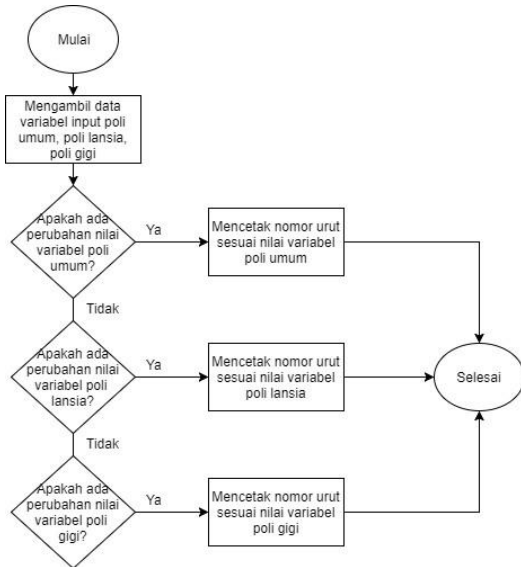 Mulai
Mengambil data
variabel input poli
umum, poli lansia,
poli gigi
Apakah ada
perubahan nilai
variabel poli
umum?
Ya
Mencetak nomor urut
sesuai nilai variabel
poli umum
Tidak
Apakah ada
perubahan nilai
variabel poli
lansia?
Ya
Mencetak nomor urut
sesuai nilai variabel
poli lansia
Selesai
Tidak
Apakah ada
perubahan nilai
variabel poli
gigi?
Ya
Mencetak nomor urut
sesuai nilai variabel
poli gigi